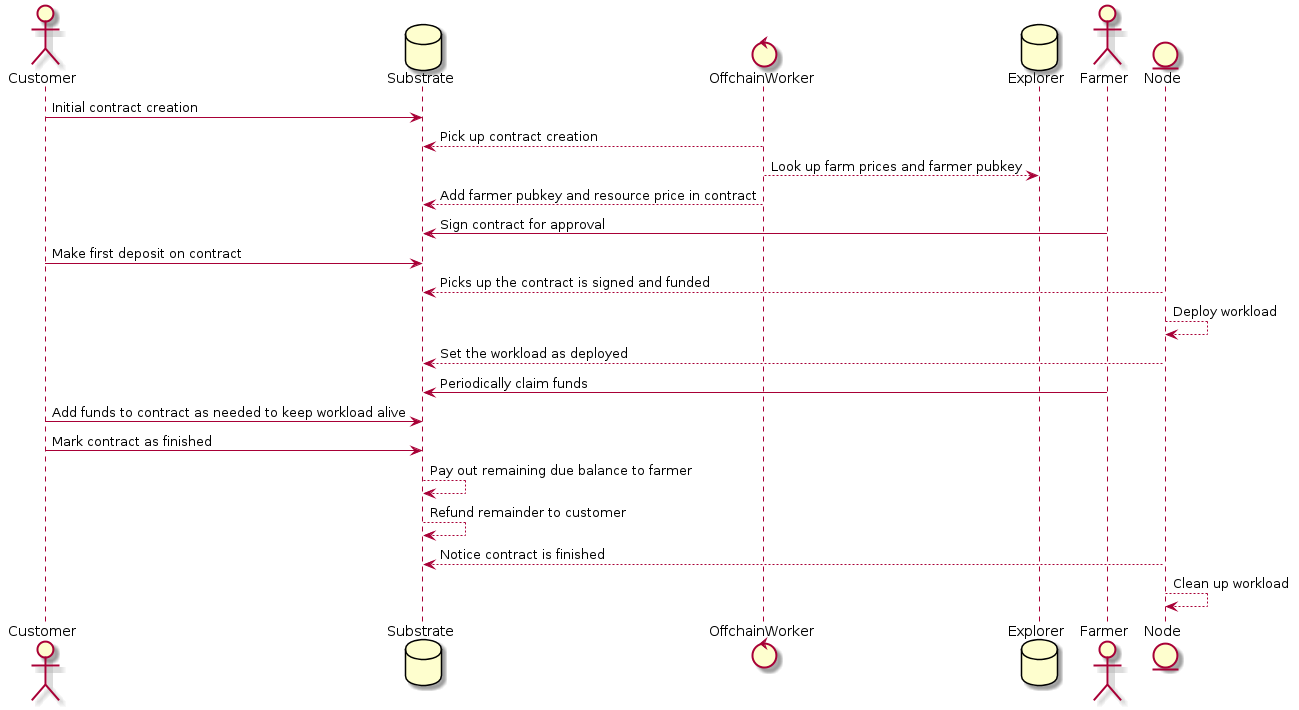 Customer
Substrate
OffchainWorker
Explorer
Farmer
Node
Initial contract creation
Pick up contract creation
Look up farm prices and farmer pubkey
Add farmer pubkey and resource price in contract
Sign contract for approval
Make first deposit on contract
Picks up the contract is signed and funded
Deploy workload
Set the workload as deployed
Periodically claim funds
Add funds to contract as needed to keep workload alive
Mark contract as finished
Pay out remaining due balance to farmer
Refund remainder to customer
Notice contract is finished
Clean up workload
Customer
Substrate
OffchainWorker
Explorer
Farmer
Node